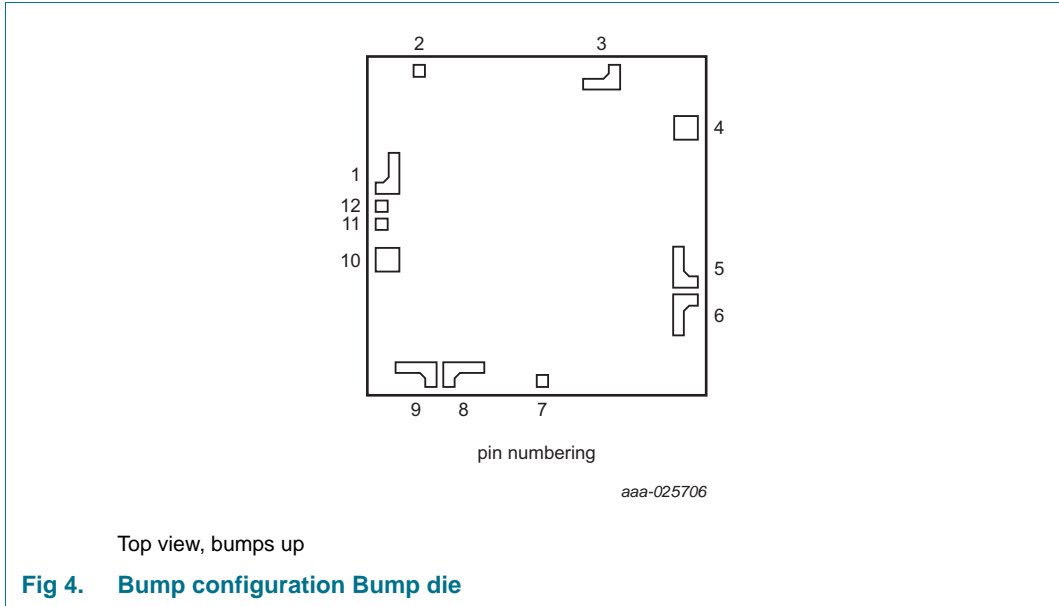 2 3
4
1
12
11
10
5
6
9 8 7
pin numbering
aaa-025706
Top view, bumps up
Fig 4. Bump configuration Bump die